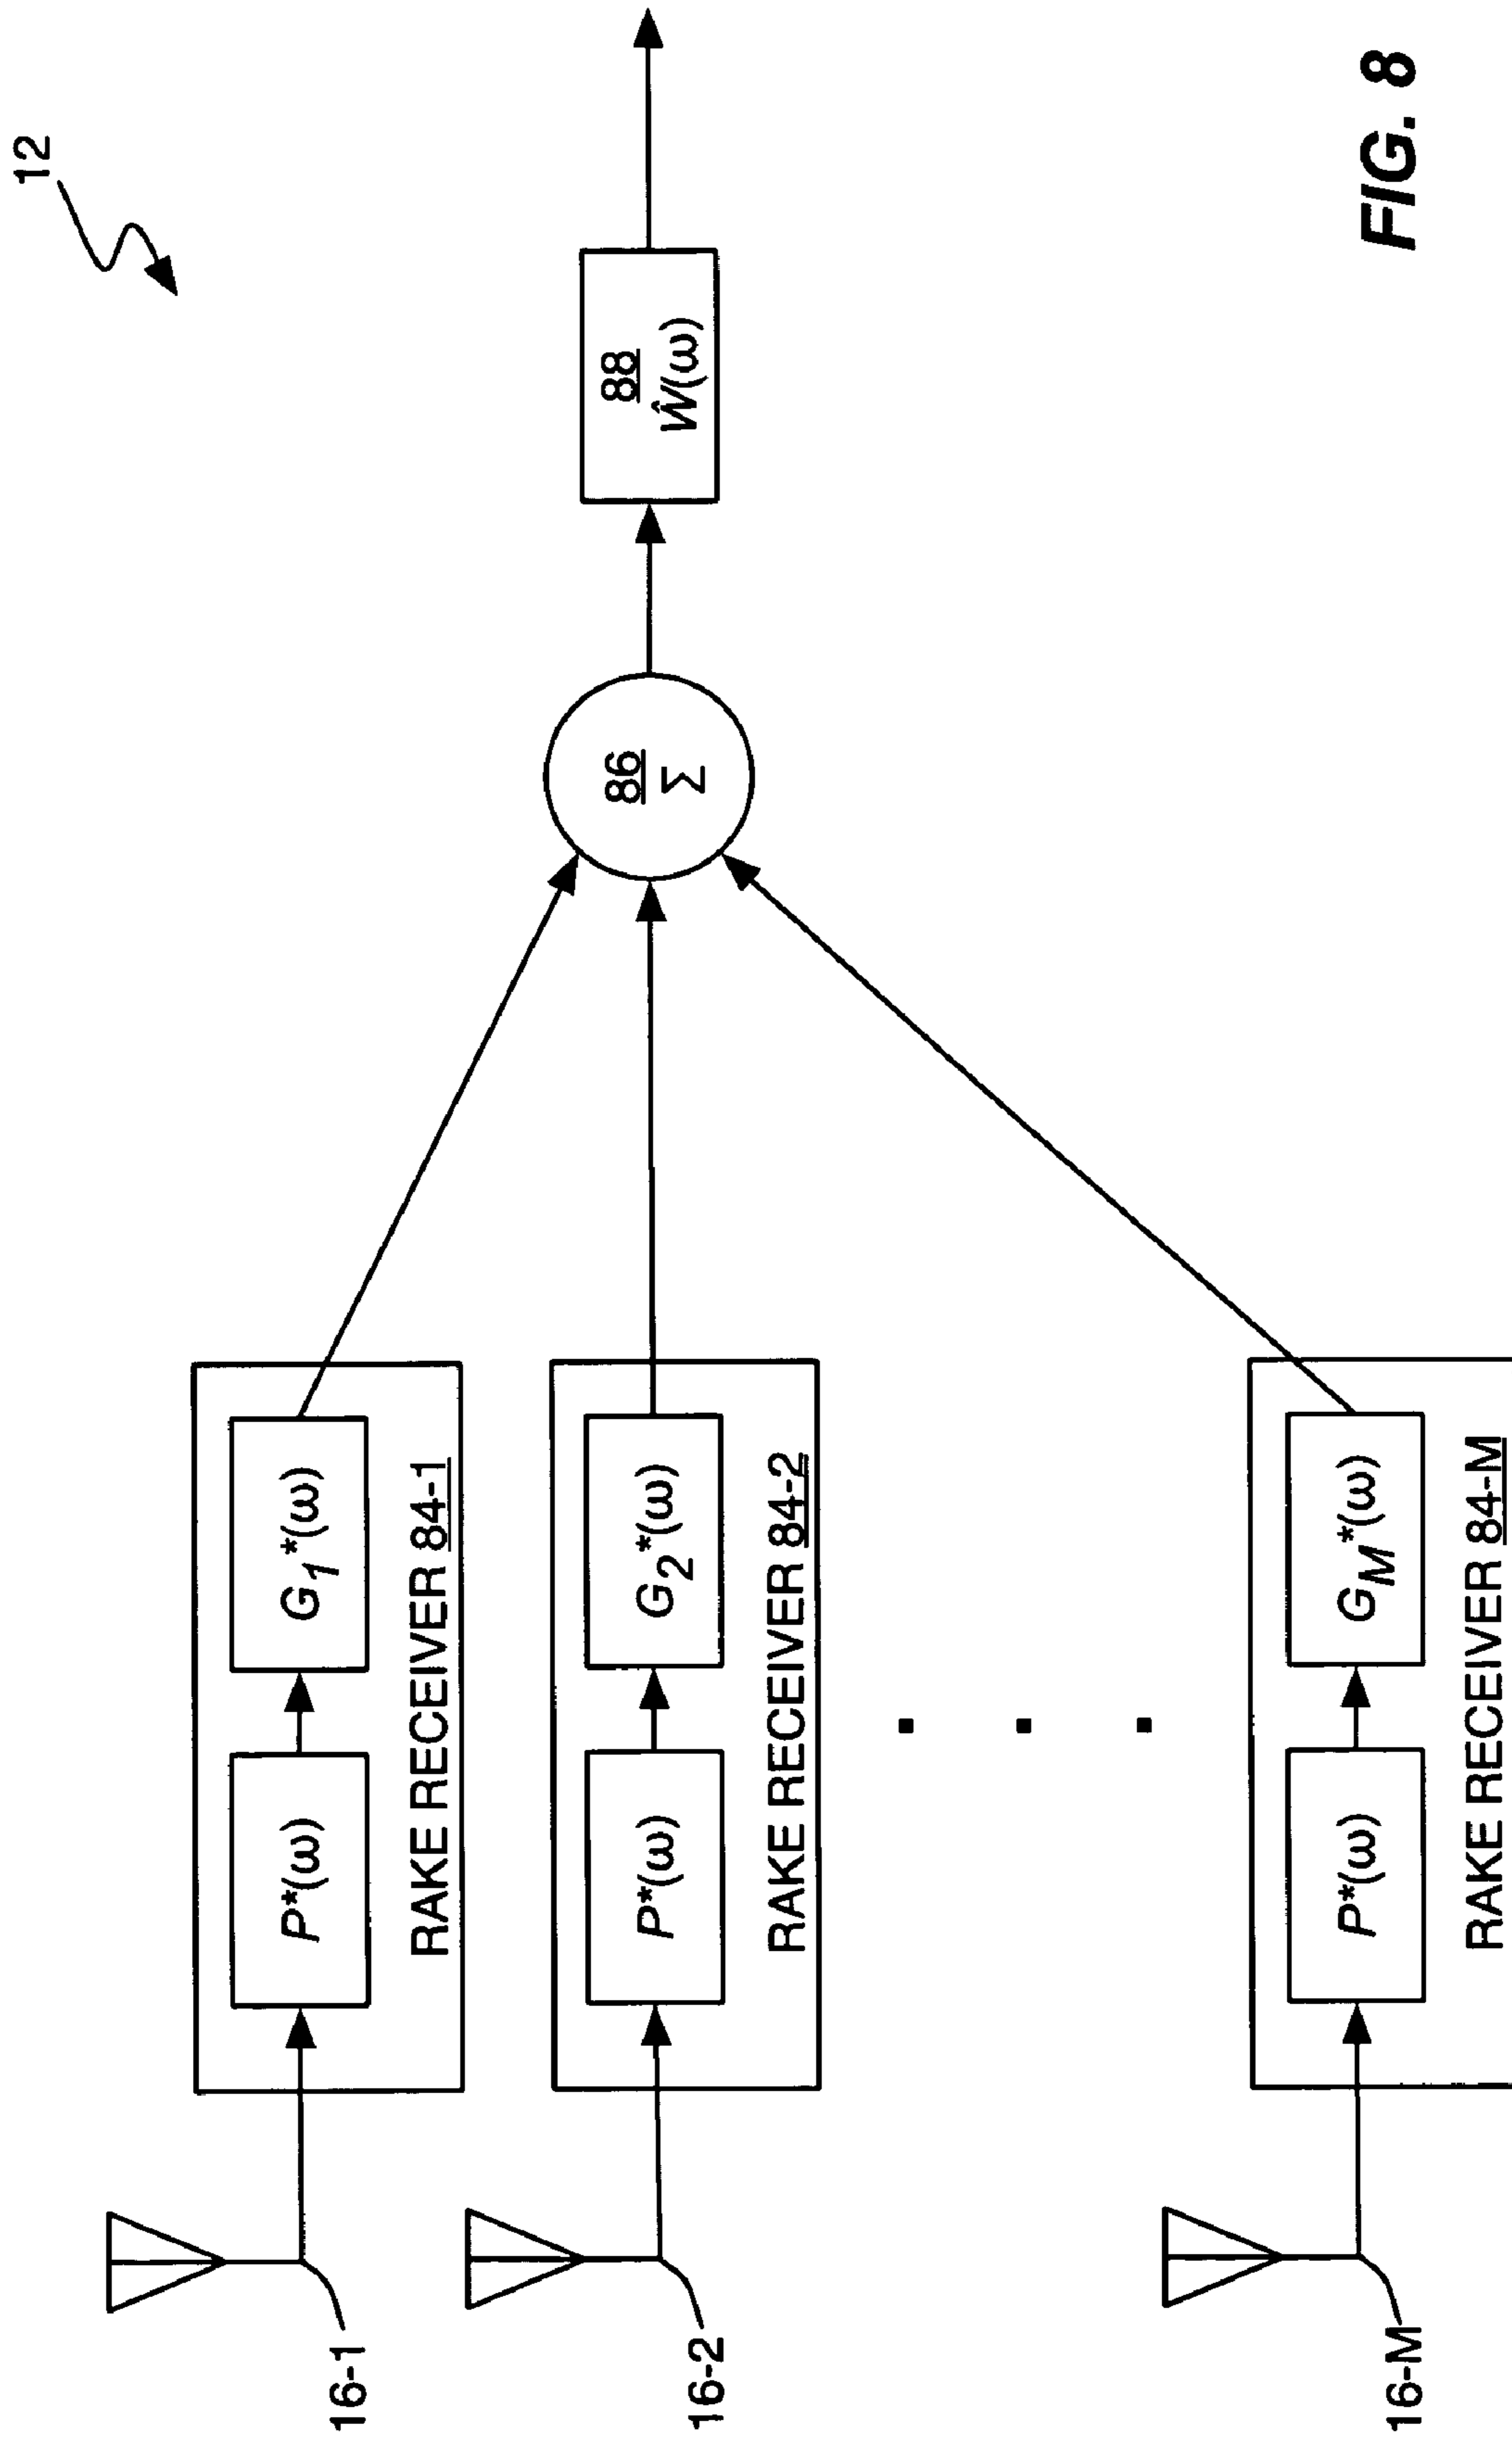 12
P*(ω)
G₁*(ω)
RAKE RECEIVER 84-1
16-1
86
Σ
88
Ŵ(ω)
P*(ω)
G₂*(ω)
RAKE RECEIVER 84-2
16-2
P*(ω)
G_M*(ω)
RAKE RECEIVER 84-M
16-M
FIG. 8